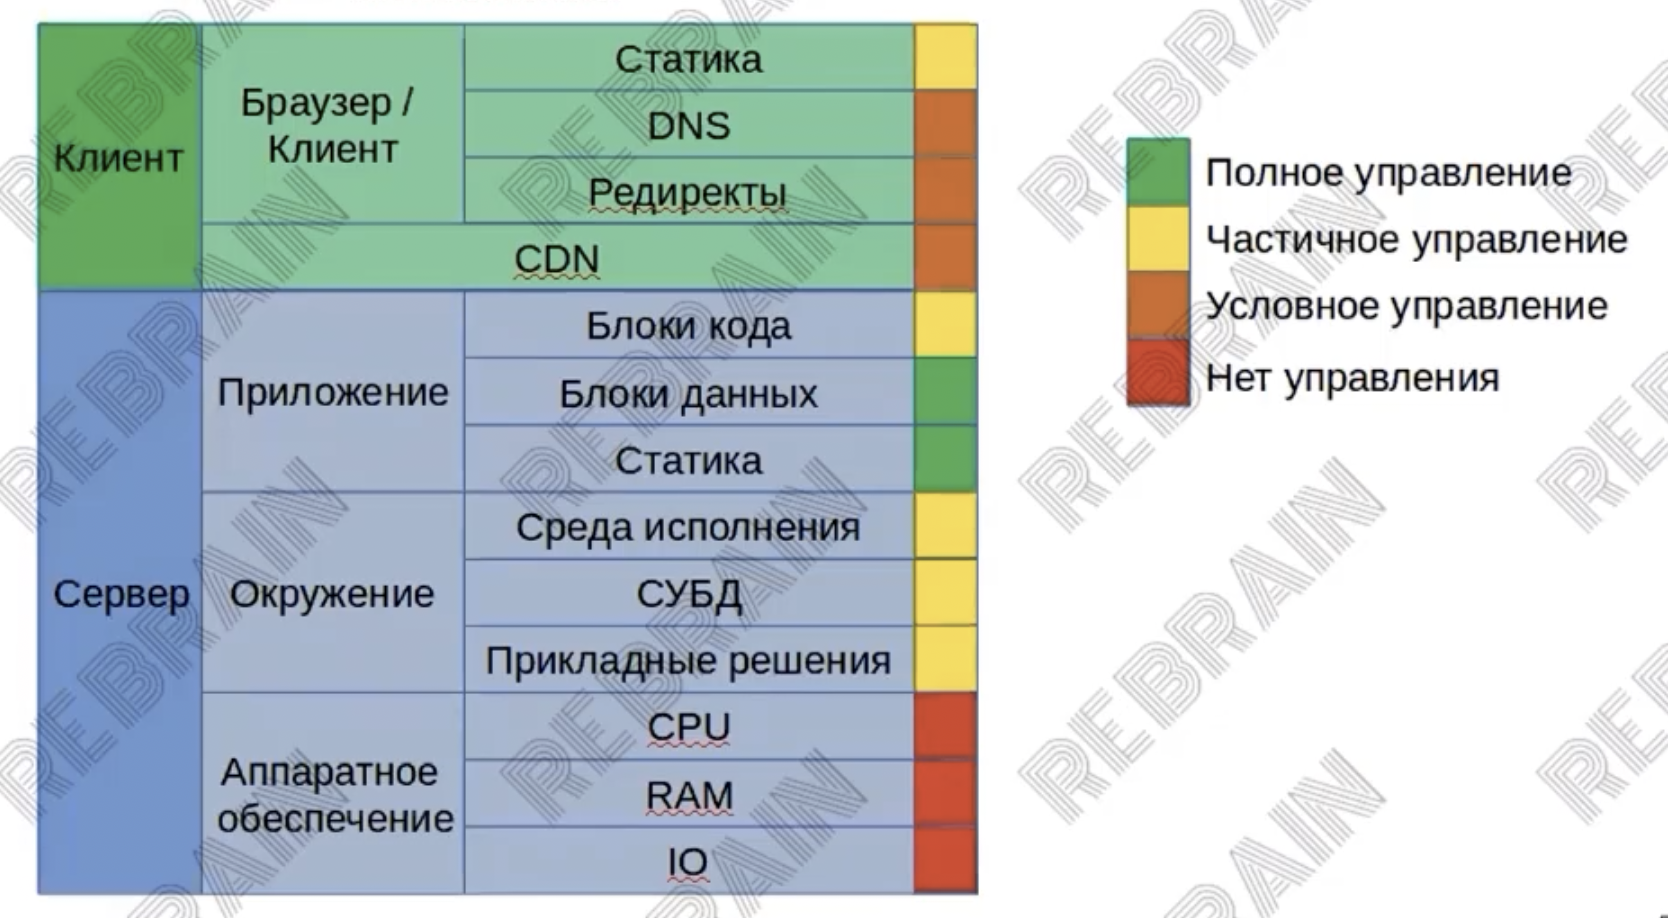 Клиент
Браузер /
Клиент
Статика
DNS
Редиректы
CDN
Сервер
Приложение
Блоки кода
Блоки данных
Статика
Окружение
Среда исполнения
СУБД
Прикладные решения
Аппаратное
обеспечение
CPU
RAM
IO
Полное управление
Частичное управление
Условное управление
Нет управления
REBRAIN